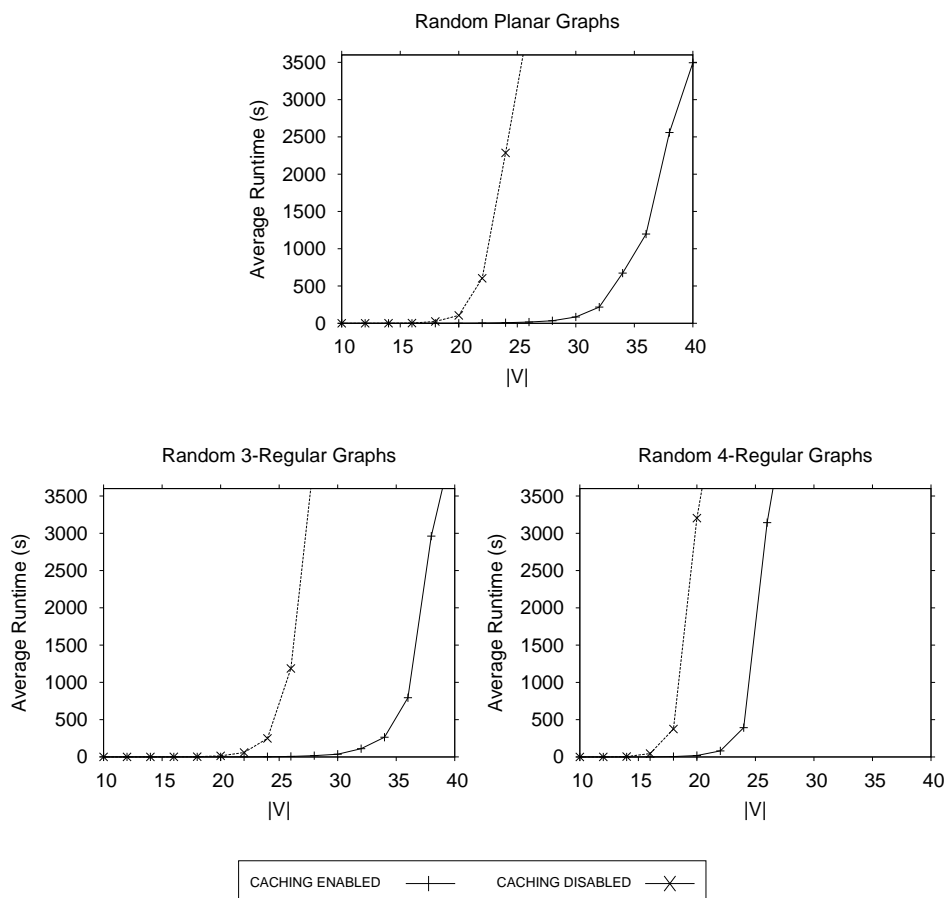 Random Planar Graphs
Average Runtime (s)
3500
3000
2500
2000
1500
1000
500
0
10 15 20 25 30 35 40
|V|
Random 3-Regular Graphs
Average Runtime (s)
3500
3000
2500
2000
1500
1000
500
0
10 15 20 25 30 35 40
|V|
Random 4-Regular Graphs
Average Runtime (s)
3500
3000
2500
2000
1500
1000
500
0
10 15 20 25 30 35 40
|V|
CACHING ENABLED CACHING DISABLED